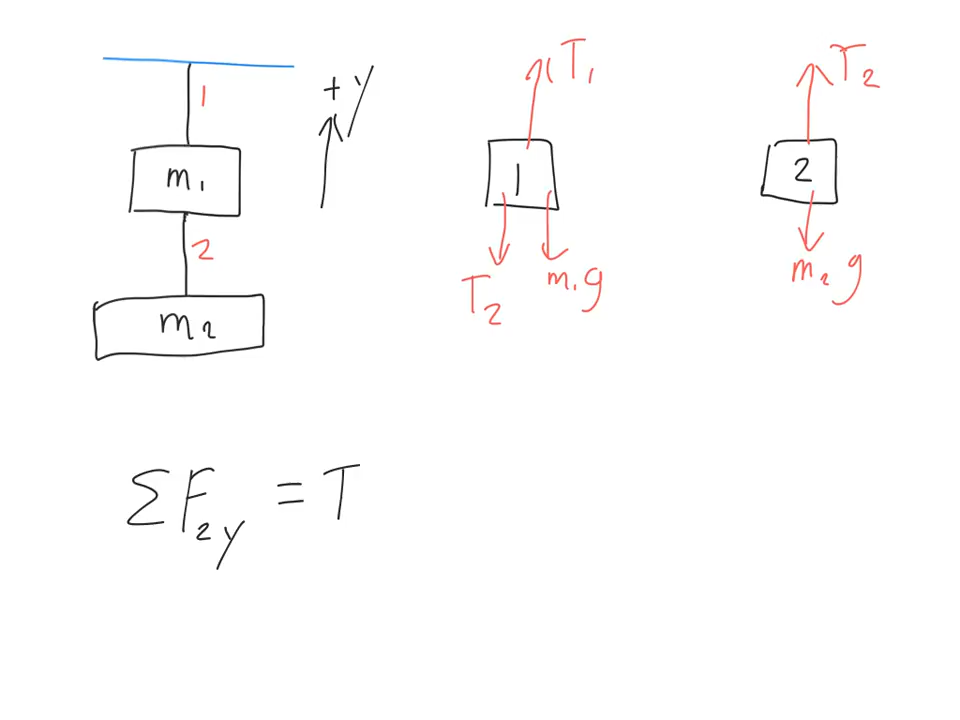 1
+y
m₁
2
m₂
T₁
1
T₂
m₁g
T₂
2
m₂g
ΣF₂y = T